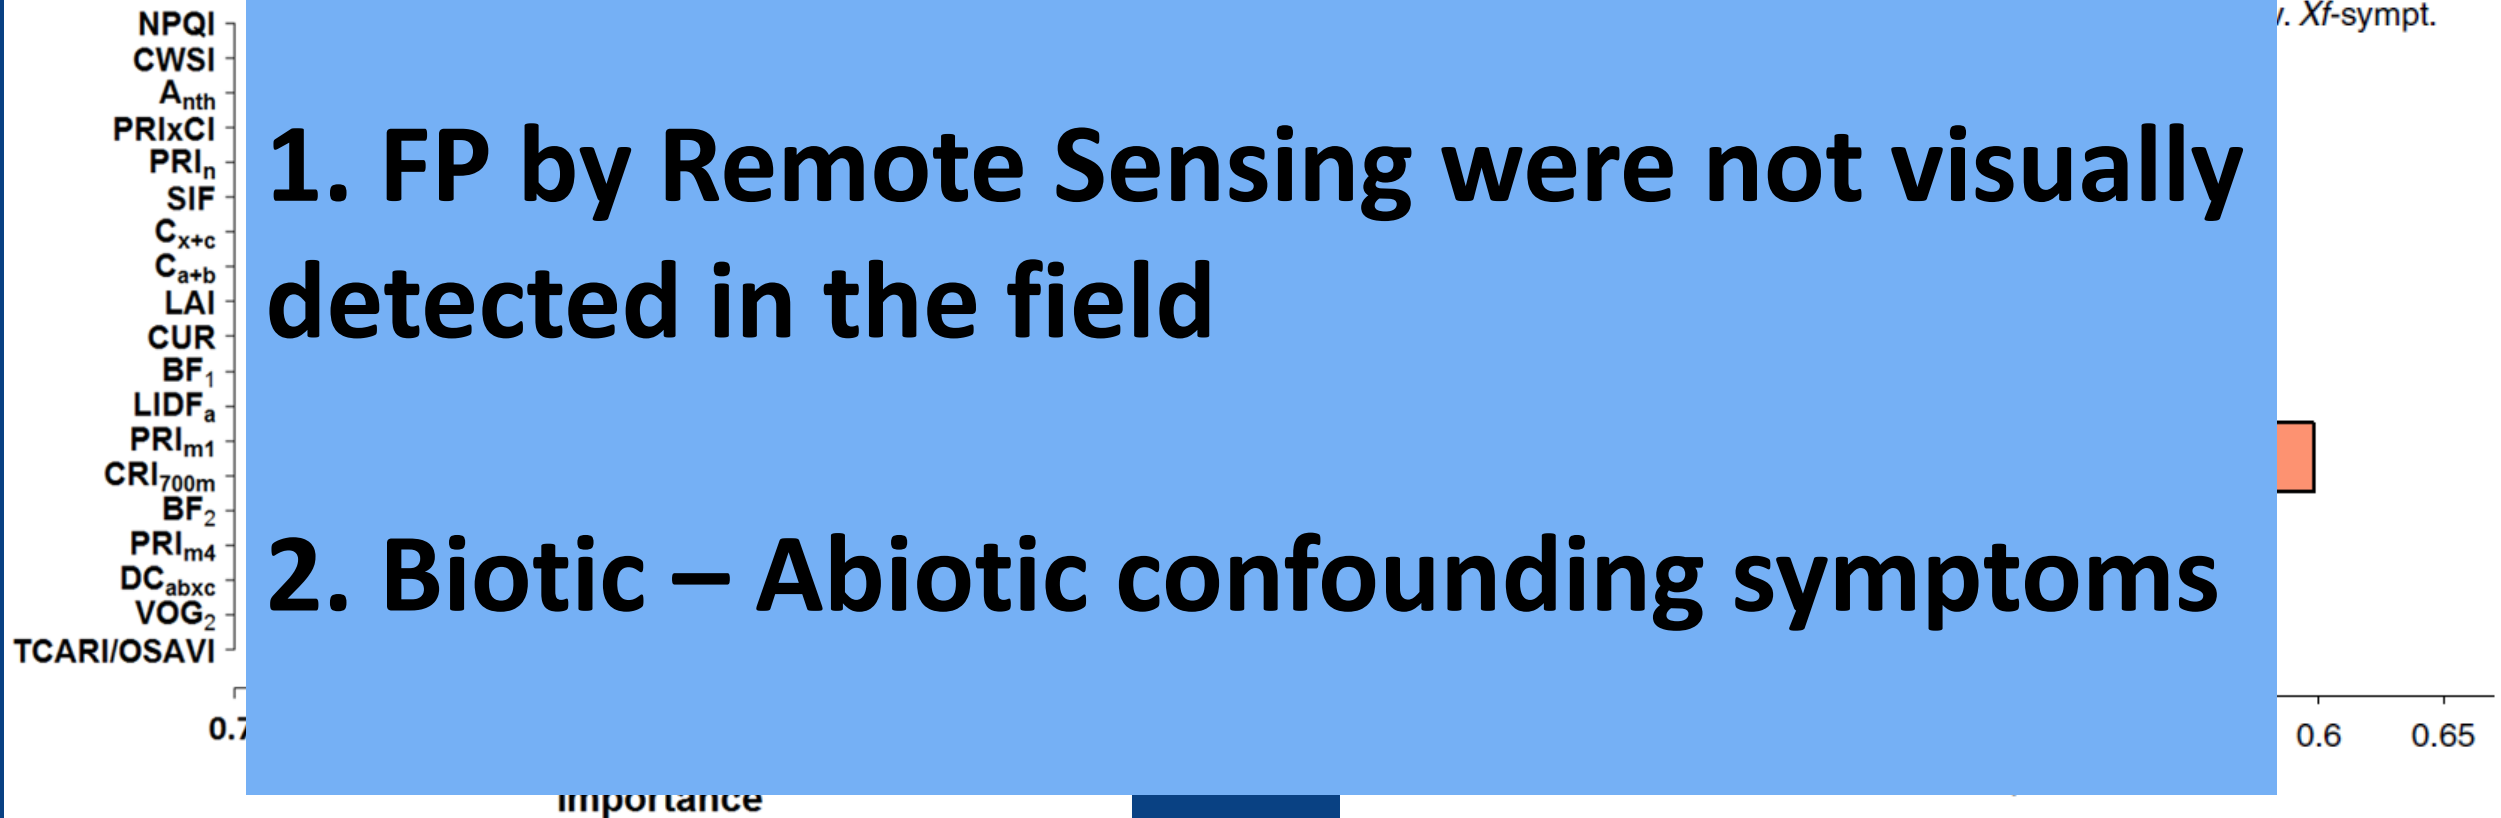 NPQI
CWSI
Anth
PRIxCI
PRIn
SIF
Cx+c
Ca+b
LAI
CUR
BF1
LIDFa
PRIm1
CRI700m
BF2
PRIm4
DCabxc
VOG2
TCARI/OSAVI
Importance
1. FP by Remote Sensing were not visually
detected in the field
2. Biotic – Abiotic confounding symptoms
Xf-sympt.
0.6 0.65